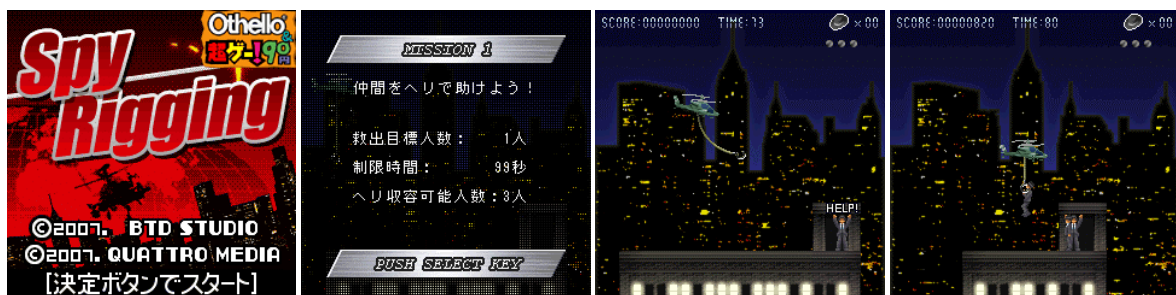 Othello
&
超ゲー!90円
Spy
Rigging
©2007. BTD STUDIO
©2007. QUATTRO MEDIA
[決定ボタンでスタート]
MISSION 1
仲間をヘリで助けよう!
救出目標人数: 1人
制限時間: 99秒
ヘリ収容可能人数:3人
PUSH SELECT KEY
SCORE:00000000 TIME:73 ×00
HELP!
SCORE:00000820 TIME:80 ×00